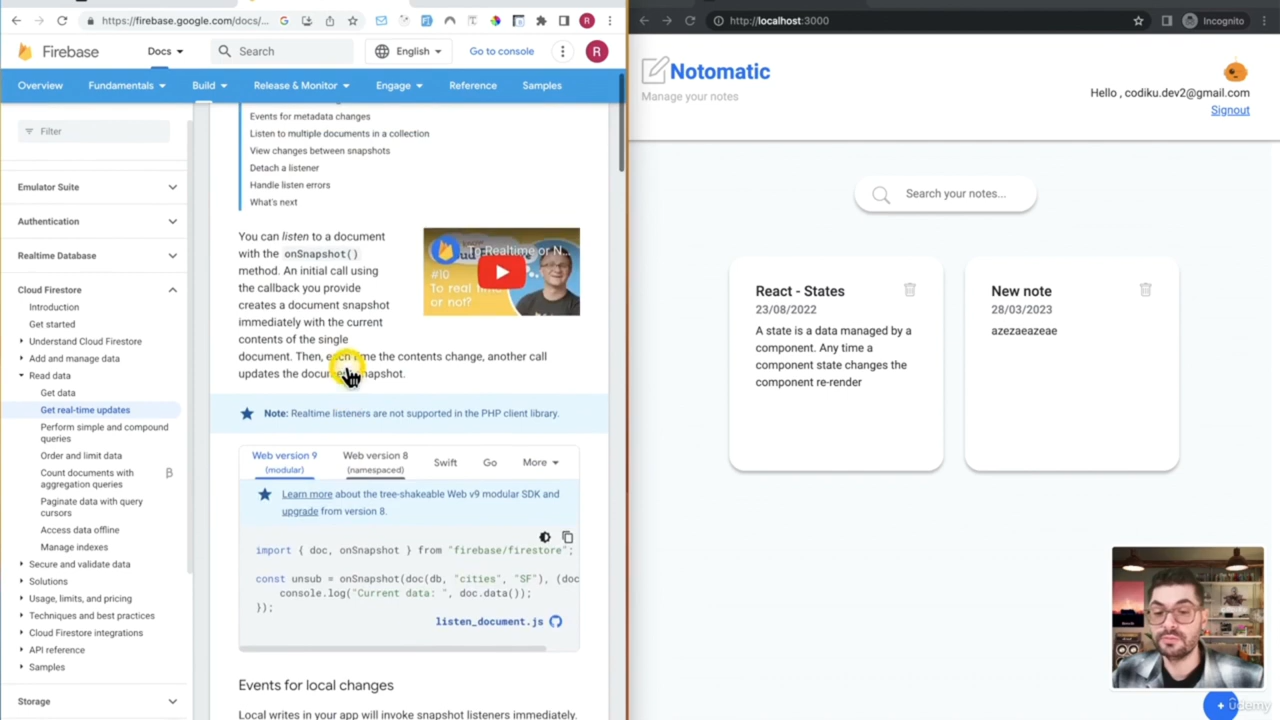 https://firebase.google.com/docs/...
R
Firebase
Docs
Search
English
Go to console
R
Overview
Fundamentals
Build
Release & Monitor
Engage
Reference
Samples
Filter
Emulator Suite
Authentication
Realtime Database
Cloud Firestore
Introduction
Get started
Understand Cloud Firestore
Add and manage data
Read data
Get data
Get real-time updates
Perform simple and compound
queries
Order and limit data
Count documents with
aggregation queries
Paginate data with query
cursors
Access data offline
Manage indexes
Secure and validate data
Solutions
Usage, limits, and pricing
Techniques and best practices
Cloud Firestore integrations
API reference
Samples
Storage
Events for metadata changes
Listen to multiple documents in a collection
View changes between snapshots
Detach a listener
Handle listen errors
What's next
You can listen to a document
with the onSnapshot()
method. An initial call using
the callback you provide
creates a document snapshot
immediately with the current
contents of the single
document. Then, each time the contents change, another call
updates the document snapshot.
To Realtime or N...
#10
To real
or not?
Note: Realtime listeners are not supported in the PHP client library.
Web version 9
(modular)
Web version 8
(namespaced)
Swift
Go
More
Learn more about the tree-shakeable Web v9 modular SDK and
upgrade from version 8.
import { doc, onSnapshot } from "firebase/firestore";
const unsub = onSnapshot(doc(db, "cities", "SF"), (doc
console.log("Current data: ", doc.data());
});
listen_document.js
Events for local changes
Local writes in your app will invoke snapshot listeners immediately.
http://localhost:3000
Incognito
Notomatic
Manage your notes
Hello , codiku.dev2@gmail.com
Signout
Search your notes...
React - States
23/08/2022
A state is a data managed by a
component. Any time a
component state changes the
component re-render
New note
28/03/2023
azezaeazeae
+
udemy